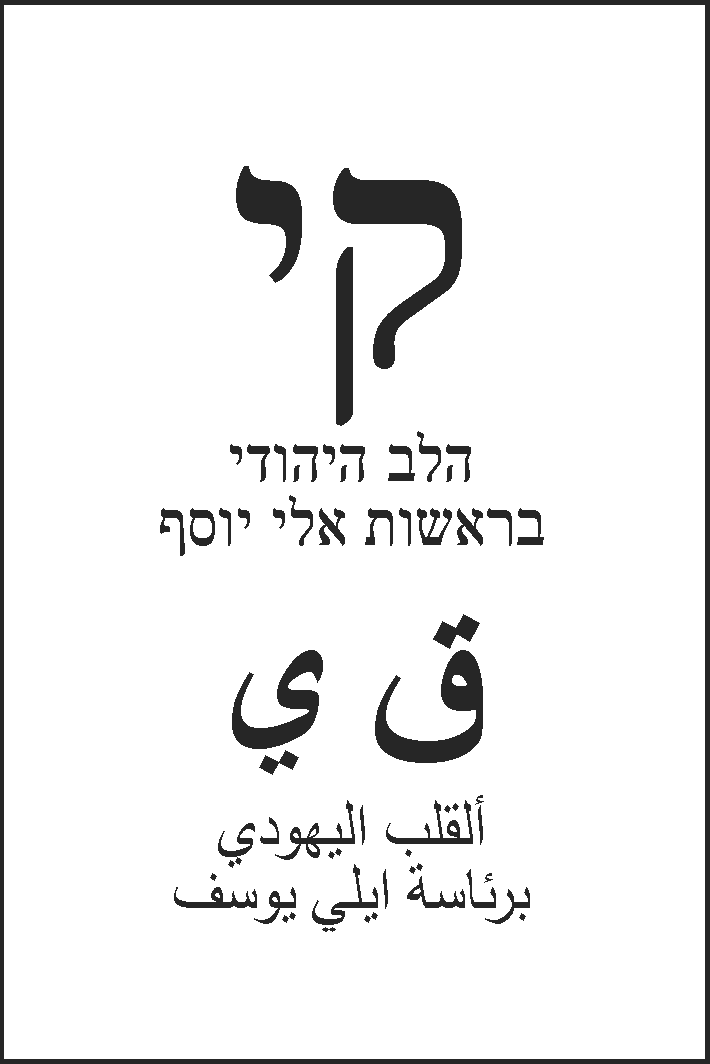 קי
הלב היהודי
בראשות אלי יוסף
ق ي
ألقلب اليهودي
برئاسة ايلي يوسف